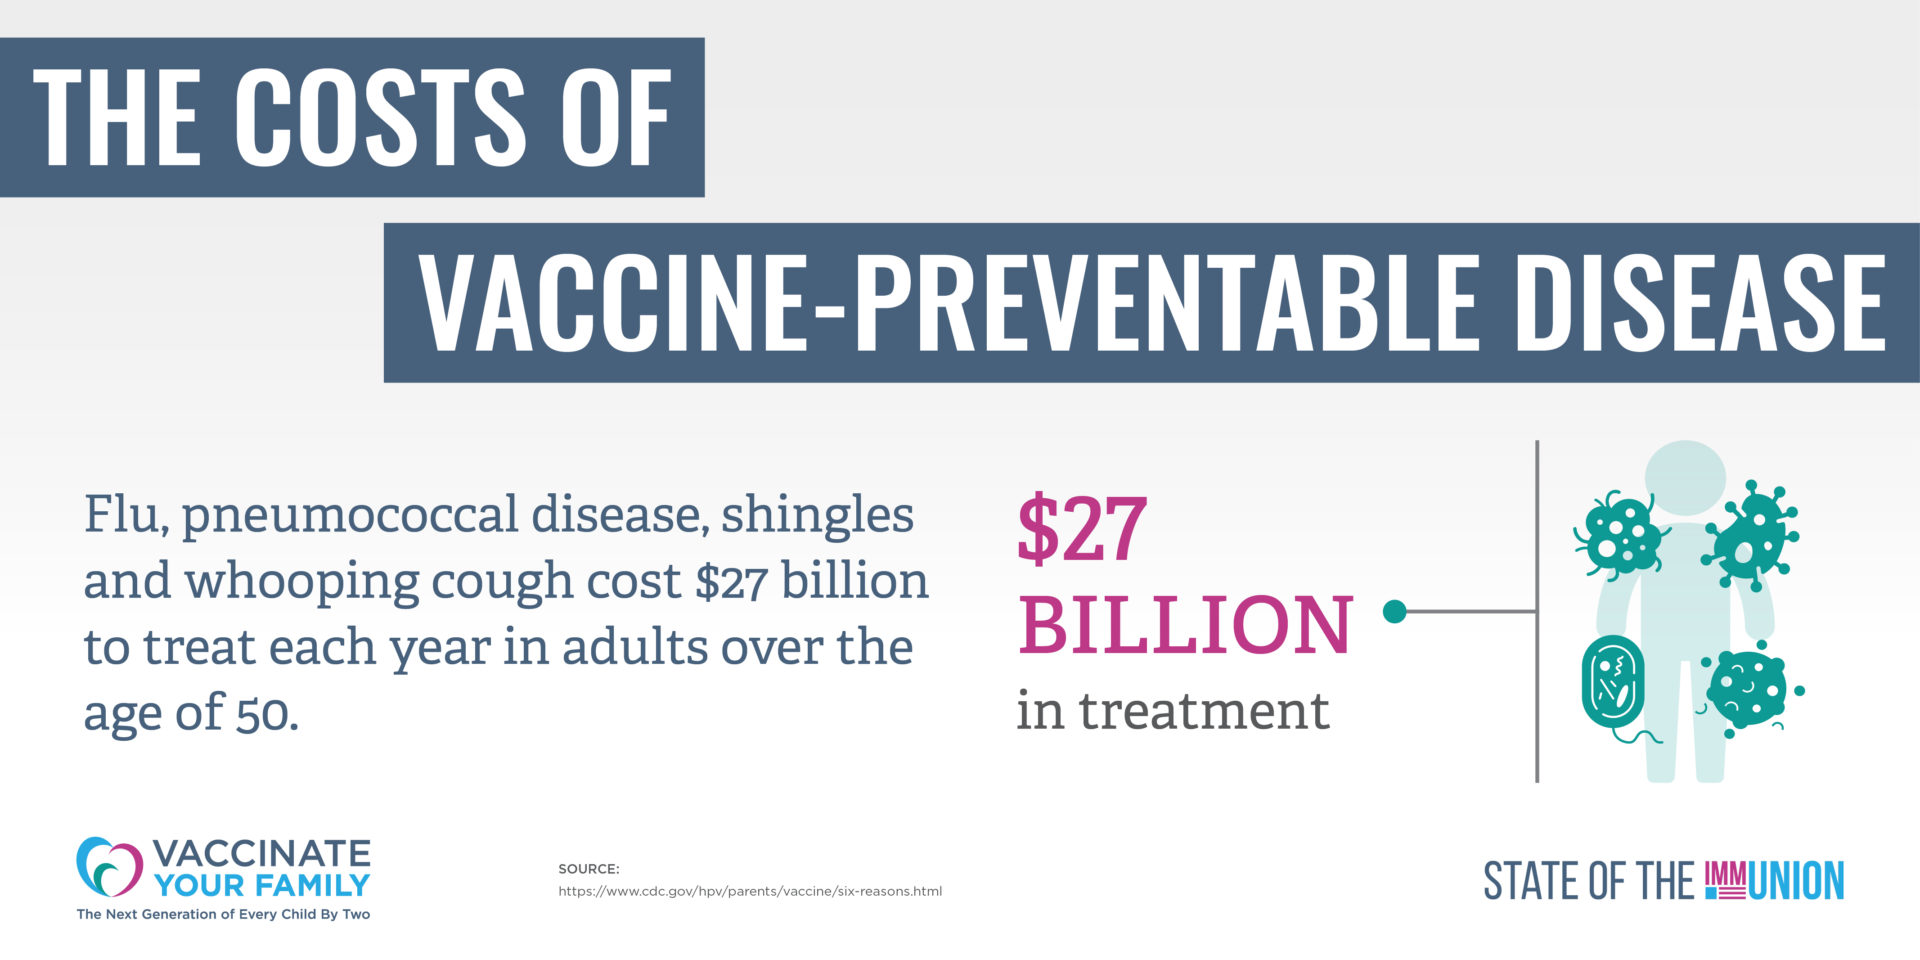 THE COSTS OF
VACCINE-PREVENTABLE DISEASE
Flu, pneumococcal disease, shingles
and whooping cough cost $27 billion
to treat each year in adults over the
age of 50.
$27
BILLION
in treatment
VACCINATE
YOUR FAMILY
The Next Generation of Every Child By Two
SOURCE:
https://www.cdc.gov/hpv/parents/vaccine/six-reasons.html
STATE OF THE IMMUNION